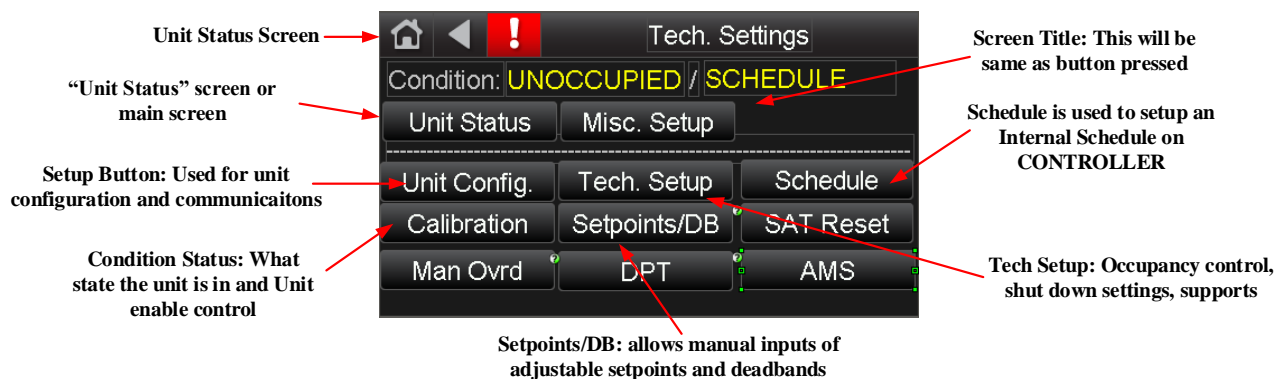 Unit Status Screen
! Tech. Settings
Screen Title: This will be
same as button pressed
Condition: UNOCCUPIED / SCHEDULE
“Unit Status” screen or
main screen
Unit Status Misc. Setup
Schedule is used to setup an
Internal Schedule on
CONTROLLER
Setup Button: Used for unit
configuration and communicaitons
Unit Config. Tech. Setup Schedule
Calibration Setpoints/DB SAT Reset
Condition Status: What
state the unit is in and Unit
enable control
Man Ovrd DPT AMS
Tech Setup: Occupancy control,
shut down settings, supports
Setpoints/DB: allows manual inputs of
adjustable setpoints and deadbands